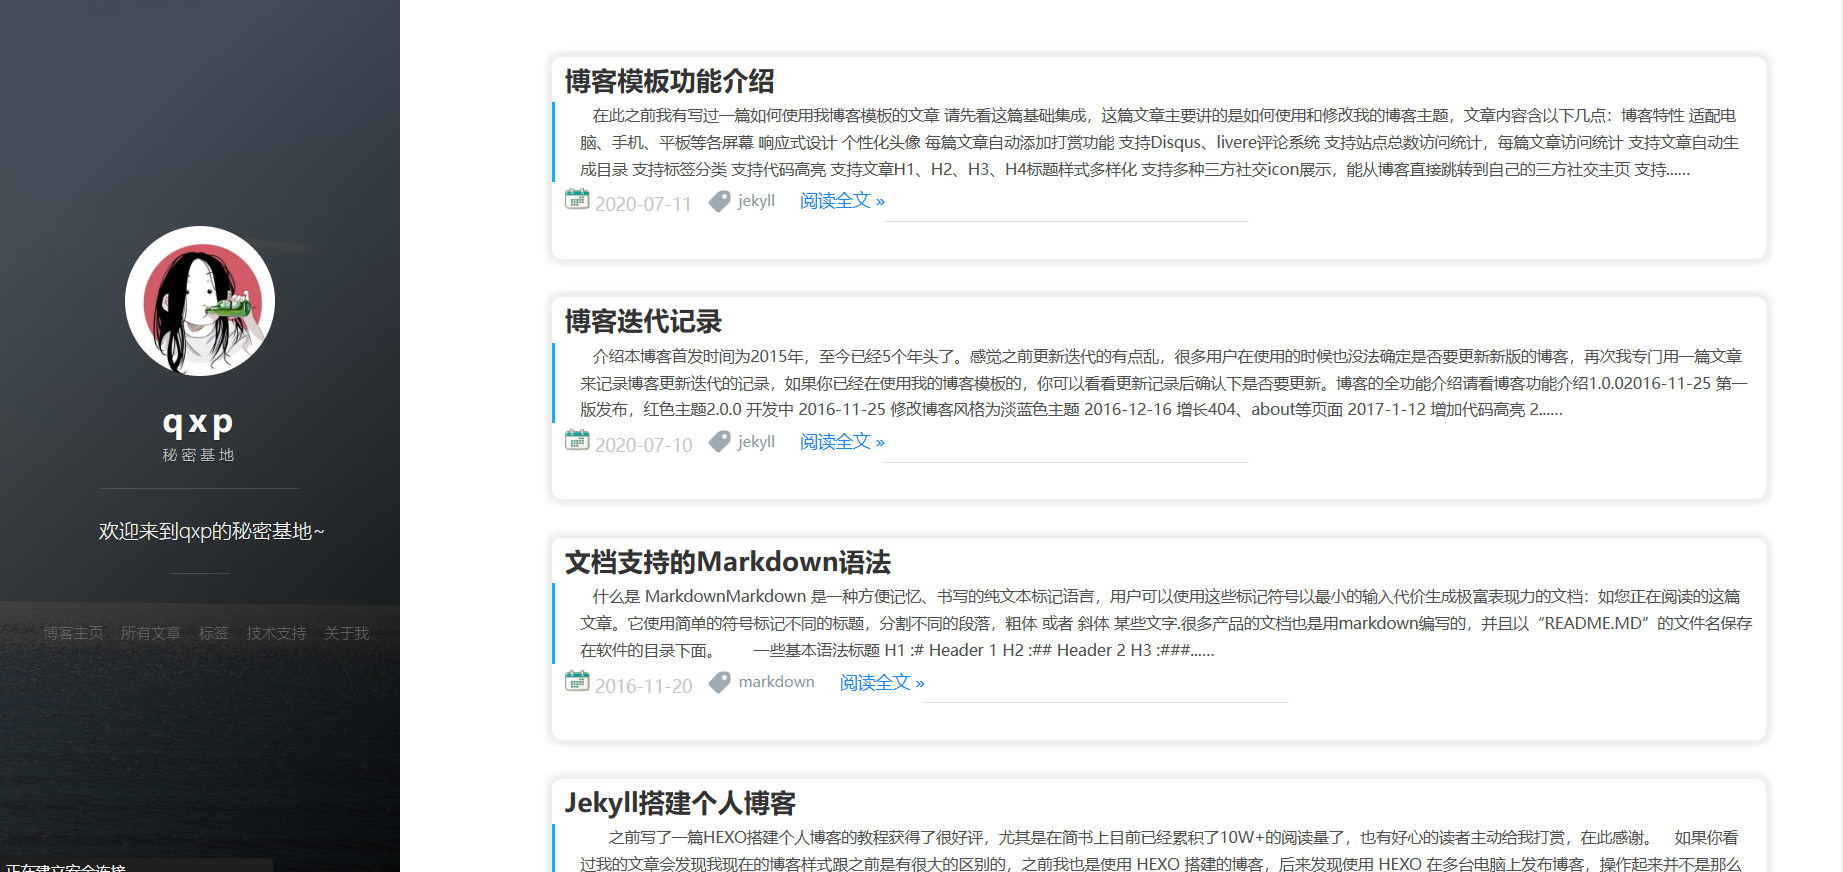 qxp
秘密基地
欢迎来到qxp的秘密基地~
博客主页 所有文章 标签 技术支持 关于我
正在建立安全连接
博客模板功能介绍
在此之前我有写过一篇如何使用我博客模板的文章 请先看这篇基础集成，这篇文章主要讲的是如何使用和修改我的博客主题，文章内容含以下几点：博客特性 适配电
脑、手机、平板等各屏幕 响应式设计 个性化头像 每篇文章自动添加打赏功能 支持Disqus、livere评论系统 支持站点总数访问统计，每篇文章访问统计 支持文章自动生
成目录 支持标签分类 支持代码高亮 支持文章H1、H2、H3、H4标题样式多样化 支持多种三方社交icon展示，能从博客直接跳转到自己的三方社交主页 支持......
2020-07-11 jekyll 阅读全文 »
博客迭代记录
介绍本博客首发时间为2015年，至今已经5个年头了。感觉之前更新迭代的有点乱，很多用户在使用的时候也没法确定是否要更新新版的博客，再次我专门用一篇文章
来记录博客更新迭代的记录，如果你已经在使用我的博客模板的，你可以看看更新记录后确认下是否要更新。博客的全功能介绍请看博客功能介绍1.0.02016-11-25 第一
版发布，红色主题2.0.0 开发中 2016-11-25 修改博客风格为淡蓝色主题 2016-12-16 增长404、about等页面 2017-1-12 增加代码高亮 2......
2020-07-10 jekyll 阅读全文 »
文档支持的Markdown语法
什么是 MarkdownMarkdown 是一种方便记忆、书写的纯文本标记语言，用户可以使用这些标记符号以最小的输入代价生成极富表现力的文档：如您正在阅读的这篇
文章。它使用简单的符号标记不同的标题，分割不同的段落，粗体 或者 斜体 某些文字.很多产品的文档也是用markdown编写的，并且以“README.MD”的文件名保存
在软件的目录下面。 一些基本语法标题 H1 :# Header 1 H2 :## Header 2 H3 :###......
2016-11-20 markdown 阅读全文 »
Jekyll搭建个人博客
之前写了一篇HEXO搭建个人博客的教程获得了很好评，尤其是在简书上目前已经累积了10W+的阅读量了，也有好心的读者主动给我打赏，在此感谢。 如果你看
过我的文章会发现我现在的博客样式跟之前是有很大的区别的，之前我也是使用 HEXO 搭建的博客，后来发现使用 HEXO 在多台电脑上发布博客，操作起来并不是那么